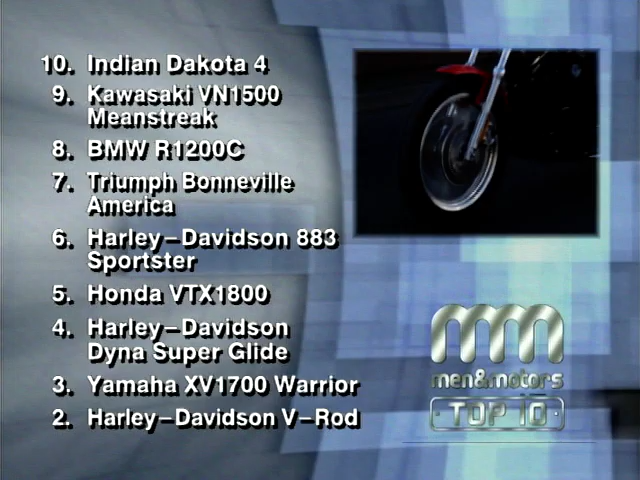 10. Indian Dakota 4
9. Kawasaki VN1500
Meanstreak
8. BMW R1200C
7. Triumph Bonneville
America
6. Harley-Davidson 883
Sportster
5. Honda VTX1800
4. Harley-Davidson
Dyna Super Glide
3. Yamaha XV1700 Warrior
2. Harley-Davidson V-Rod
mm
men&motors
TOP 10